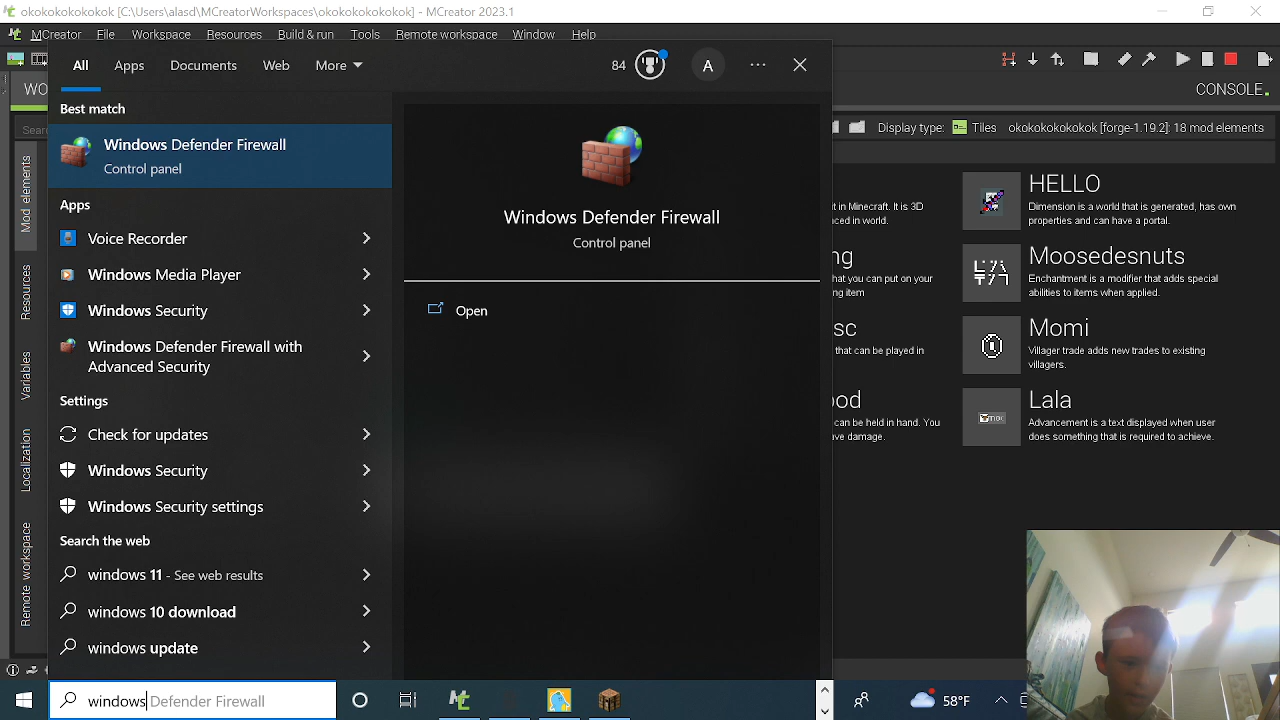 okokokokokok [C:\Users\alasd\MCreatorWorkspaces\okokokokokok] - MCreator 2023.1
MCreator File Workspace Resources Build & run Tools Remote workspace Window Help
All Apps Documents Web More 84 A
WO
CONSOLE
Sear
Display type: Tiles okokokokokok [forge-1.19.2]: 18 mod elements
Mod elements
Resources
Variables
Localization
Remote workspace
Best match
Windows Defender Firewall
Control panel
Apps
Voice Recorder
Windows Media Player
Windows Security
Windows Defender Firewall with
Advanced Security
Settings
Check for updates
Windows Security
Windows Security settings
Search the web
windows 11 - See web results
windows 10 download
windows update
Windows Defender Firewall
Control panel
Open
it in Minecraft. It is 3D
ced in world.
ng
hat you can put on your
ing item
sc
that can be played in
ood
can be held in hand. You
ave damage.
HELLO
Dimension is a world that is generated, has own
properties and can have a portal.
Moosedesnuts
Enchantment is a modifier that adds special
abilities to items when applied.
Momi
Villager trade adds new trades to existing
villagers.
Lala
Advancement is a text displayed when user
does something that is required to achieve.
windows Defender Firewall
58°F